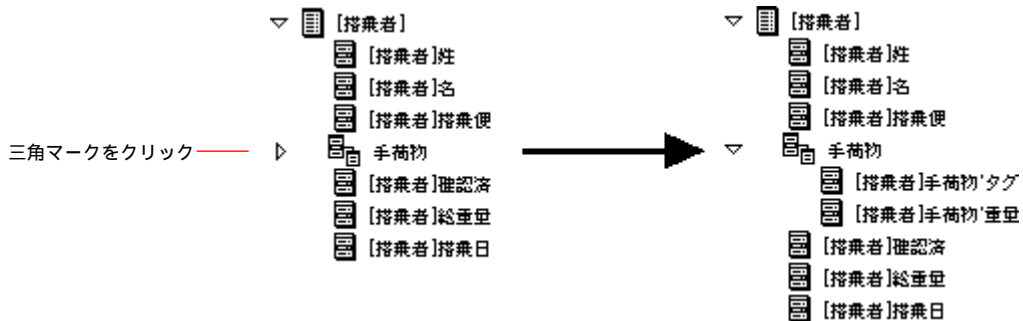 [搭乗者]
[搭乗者]姓
[搭乗者]名
[搭乗者]搭乗便
三角マークをクリック
手荷物
[搭乗者]確認済
[搭乗者]総重量
[搭乗者]搭乗日
[搭乗者]
[搭乗者]姓
[搭乗者]名
[搭乗者]搭乗便
手荷物
[搭乗者]手荷物'タグ
[搭乗者]手荷物'重量
[搭乗者]確認済
[搭乗者]総重量
[搭乗者]搭乗日